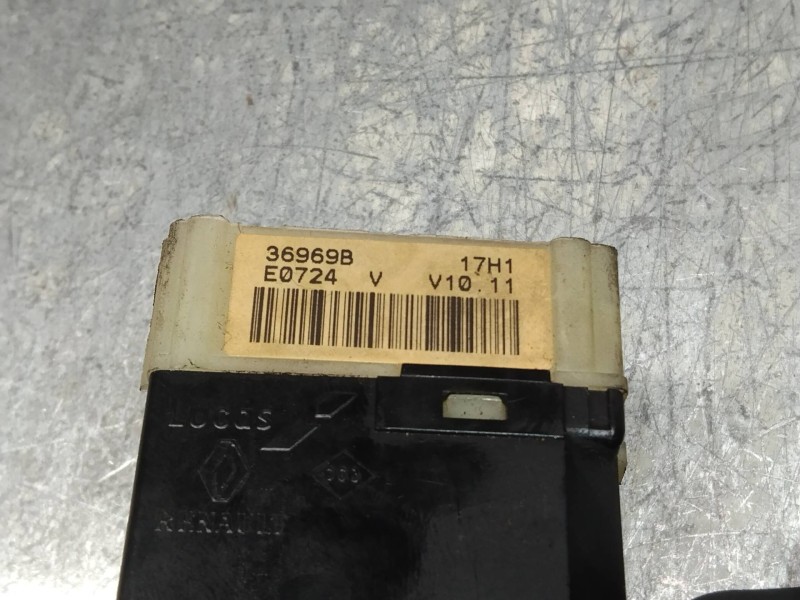 36969B 17H1
E0724 V V10.11
Lucas
RENAULT